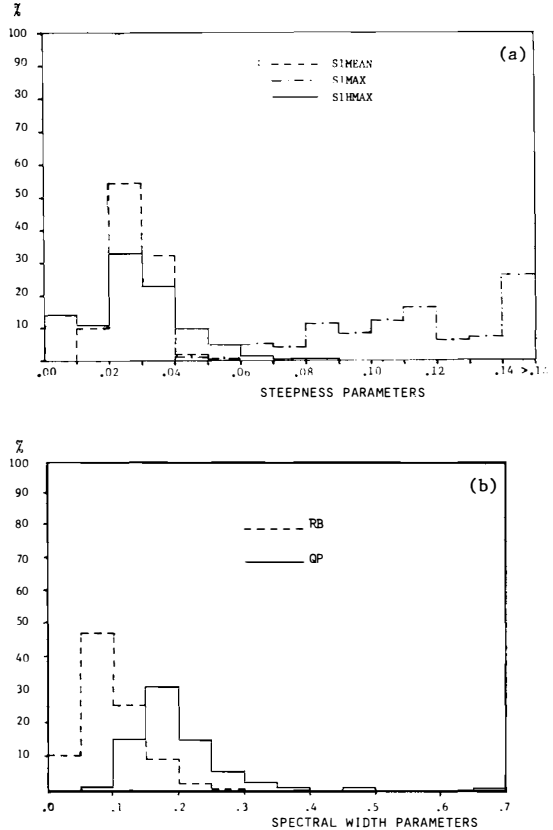 %
(a)
100
90
80
70
60
50
40
30
20
10
S1MEAN
S1MAX
S1HMAX
.00 .02 .04 .06 .08 .10 .12 .14
STEEPNESS PARAMETERS
%
(b)
100
90
80
70
60
50
40
30
20
10
RB
QP
.0 .1 .2 .3 .4 .5 .6 .7
SPECTRAL WIDTH PARAMETERS